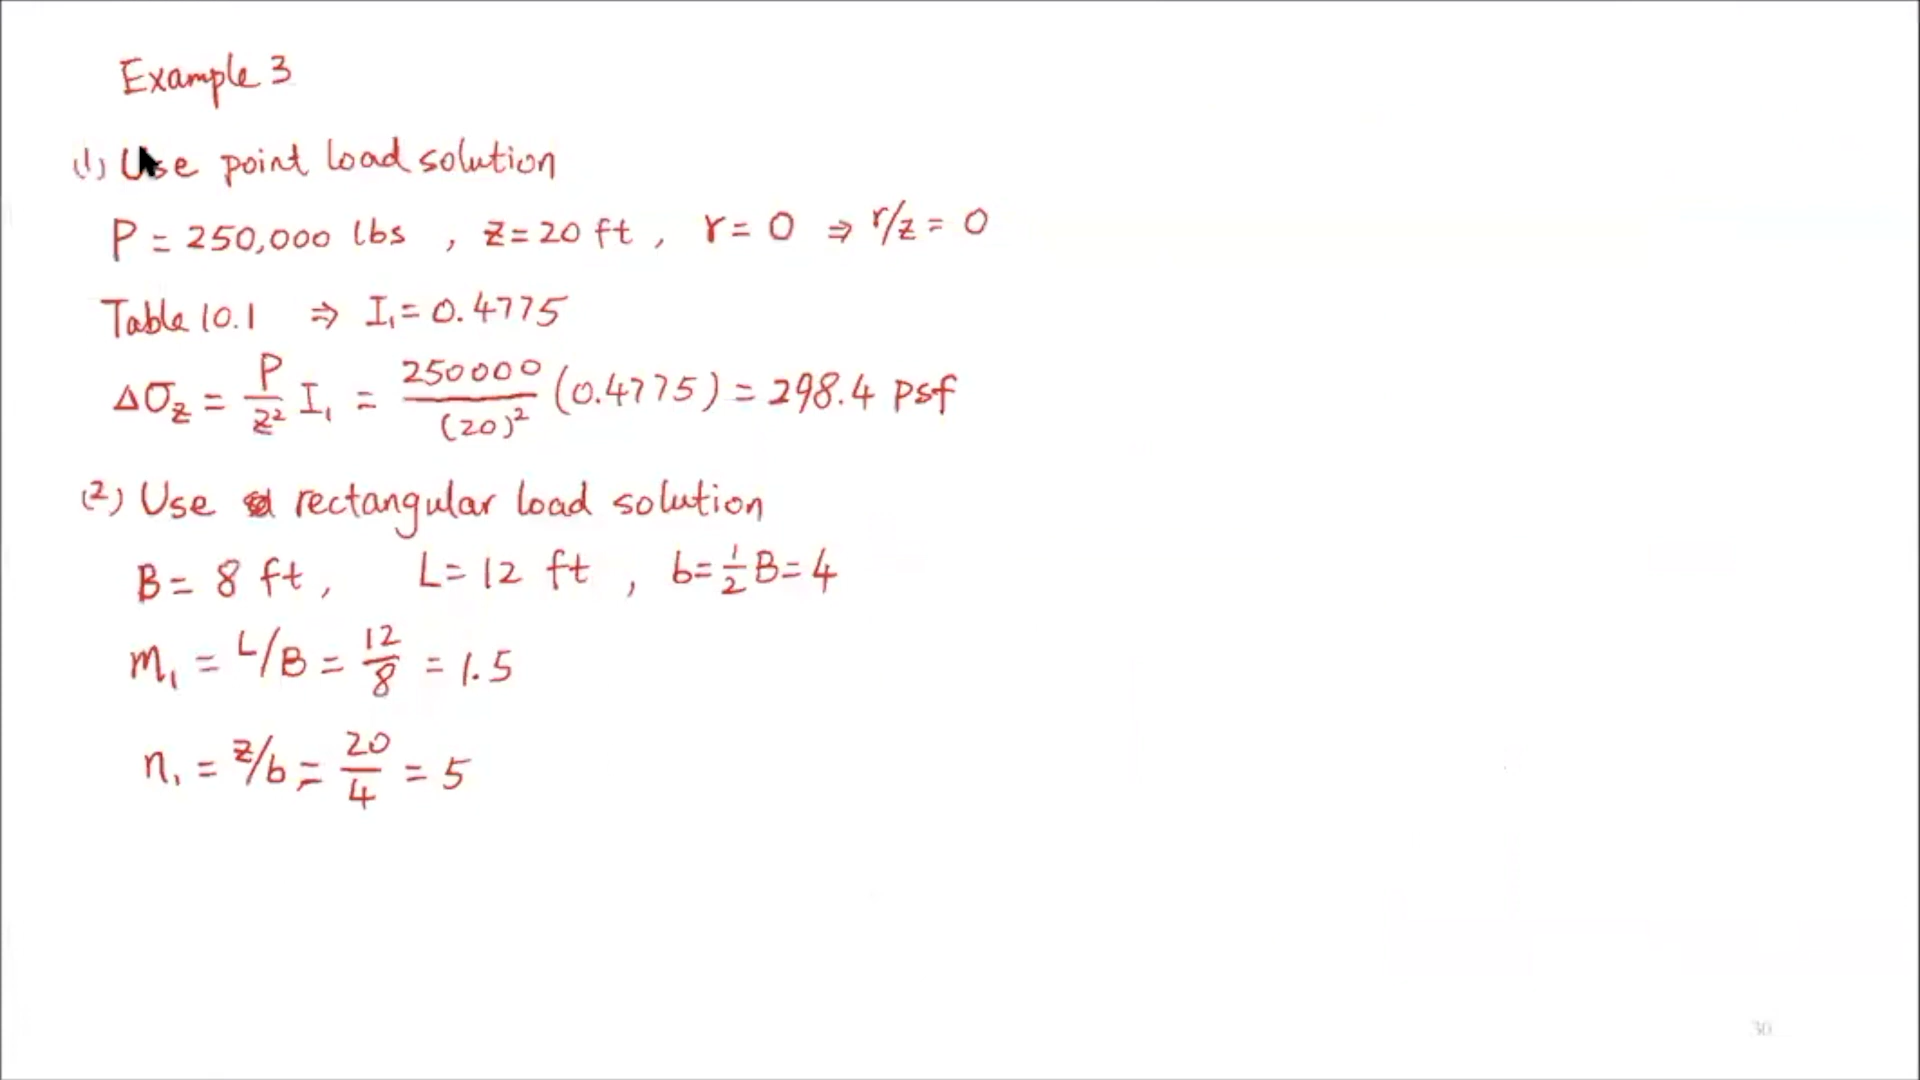 Example 3
(1) Use point load solution
P = 250,000 lbs , z = 20 ft , r = 0 ⇒ r/z = 0
Table 10.1 ⇒ I₁ = 0.4775
Δσz = P/z² I₁ = 250000/(20)² (0.4775) = 298.4 psf
(2) Use rectangular load solution
B = 8 ft , L = 12 ft , b = 1/2 B = 4
m₁ = L/B = 12/8 = 1.5
n₁ = z/b = 20/4 = 5
30